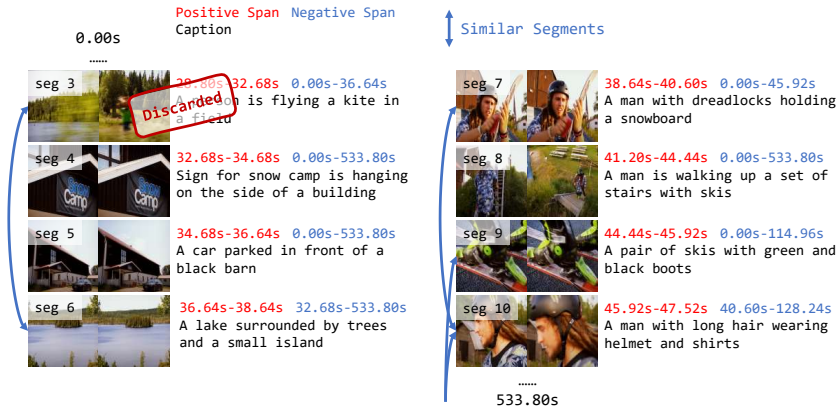 Positive Span Negative Span
Caption
0.00s
......
seg 3
28.80s-32.68s 0.00s-36.64s
A person is flying a kite in
a field
Discarded
seg 4
32.68s-34.68s 0.00s-533.80s
Sign for snow camp is hanging
on the side of a building
Camp
seg 5
34.68s-36.64s 0.00s-533.80s
A car parked in front of a
black barn
seg 6
36.64s-38.64s 32.68s-533.80s
A lake surrounded by trees
and a small island
Similar Segments
seg 7
38.64s-40.60s 0.00s-45.92s
A man with dreadlocks holding
a snowboard
seg 8
41.20s-44.44s 0.00s-533.80s
A man is walking up a set of
stairs with skis
seg 9
44.44s-45.92s 0.00s-114.96s
A pair of skis with green and
black boots
seg 10
45.92s-47.52s 40.60s-128.24s
A man with long hair wearing
helmet and shirts
......
533.80s